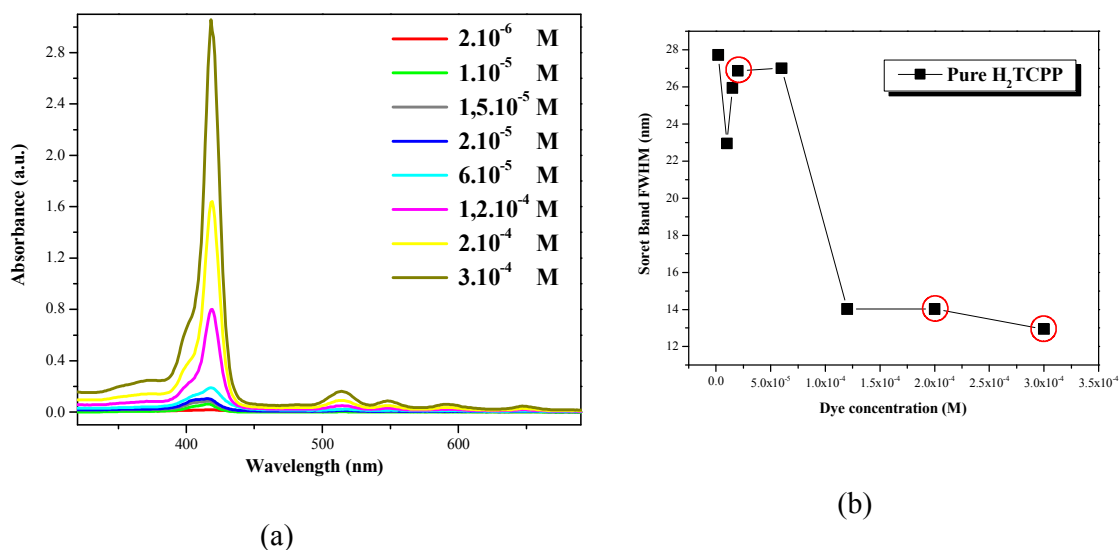 2.8
2.4
2.0
1.6
1.2
0.8
0.4
0.0
Absorbance (a.u.)
400
500
600
Wavelength (nm)
2.10⁻⁶ M
1.10⁻⁵ M
1,5.10⁻⁵ M
2.10⁻⁵ M
6.10⁻⁵ M
1,2.10⁻⁴ M
2.10⁻⁴ M
3.10⁻⁴ M
(a)
28
26
24
22
20
18
16
14
12
Soret Band FWHM (nm)
Pure H₂TCPP
0.0
5.0x10⁻⁵
1.0x10⁻⁴
1.5x10⁻⁴
2.0x10⁻⁴
2.5x10⁻⁴
3.0x10⁻⁴
3.5x10⁻⁴
Dye concentration (M)
(b)